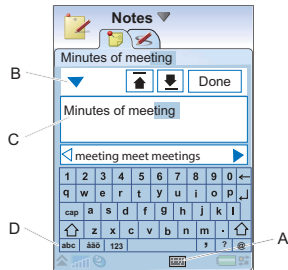 Notes
Minutes of meeting
B
Done
Minutes of meeting
C
meeting meet meetings
1 2 3 4 5 6 7 8 9 0 ←
q w e r t y u i o p
cap a s d f g h j k l
z x c v b n m .
D
abc áäö 123 , ? @
A